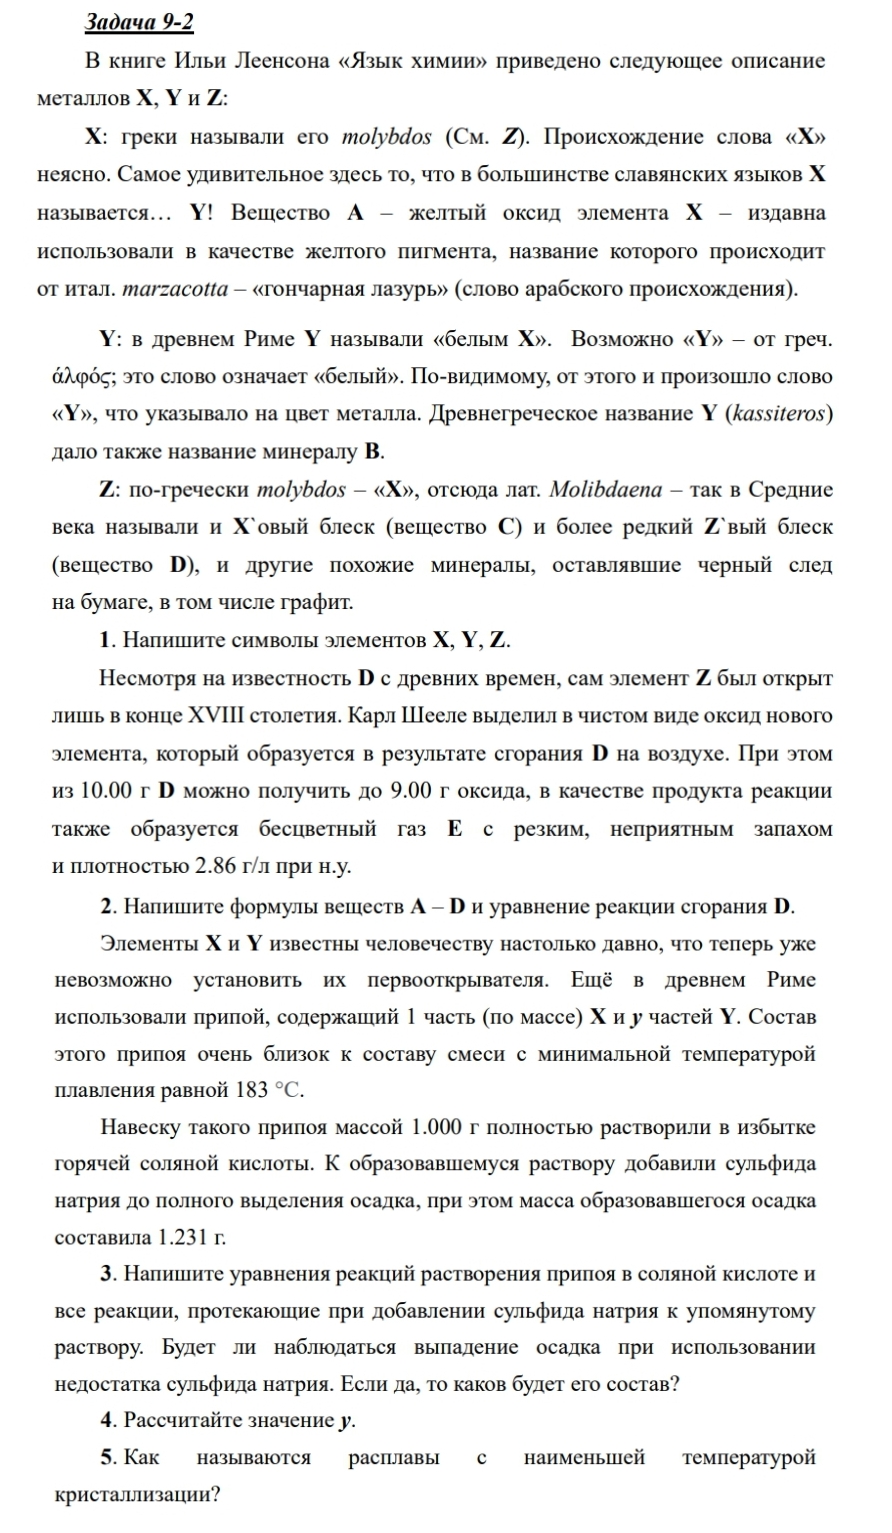 Задача 9-2
В книге Ильи Леенсона «Язык химии» приведено следующее описание
металлов X, Y и Z:
X: греки называли его molybdos (См. Z). Происхождение слова «X»
неясно. Самое удивительное здесь то, что в большинстве славянских языков X
называется… Y! Вещество A – желтый оксид элемента X – издавна
использовали в качестве желтого пигмента, название которого происходит
от итал. marzacotta – «гончарная лазурь» (слово арабского происхождения).
Y: в древнем Риме Y называли «белым X». Возможно «Y» – от греч.
άλφός; это слово означает «белый». По-видимому, от этого и произошло слово
«Y», что указывало на цвет металла. Древнегреческое название Y (kassiteros)
дало также название минералу B.
Z: по-гречески molybdos – «X», отсюда лат. Molibdaena – так в Средние
века называли и X`овый блеск (вещество C) и более редкий Z`вый блеск
(вещество D), и другие похожие минералы, оставлявшие черный след
на бумаге, в том числе графит.
1. Напишите символы элементов X, Y, Z.
Несмотря на известность D с древних времен, сам элемент Z был открыт
лишь в конце XVIII столетия. Карл Шееле выделил в чистом виде оксид нового
элемента, который образуется в результате сгорания D на воздухе. При этом
из 10.00 г D можно получить до 9.00 г оксида, в качестве продукта реакции
также образуется бесцветный газ E с резким, неприятным запахом
и плотностью 2.86 г/л при н.у.
2. Напишите формулы веществ A – D и уравнение реакции сгорания D.
Элементы X и Y известны человечеству настолько давно, что теперь уже
невозможно установить их первооткрывателя. Ещё в древнем Риме
использовали припой, содержащий 1 часть (по массе) X и y частей Y. Состав
этого припоя очень близок к составу смеси с минимальной температурой
плавления равной 183 °C.
Навеску такого припоя массой 1.000 г полностью растворили в избытке
горячей соляной кислоты. К образовавшемуся раствору добавили сульфида
натрия до полного выделения осадка, при этом масса образовавшегося осадка
составила 1.231 г.
3. Напишите уравнения реакций растворения припоя в соляной кислоте и
все реакции, протекающие при добавлении сульфида натрия к упомянутому
раствору. Будет ли наблюдаться выпадение осадка при использовании
недостатка сульфида натрия. Если да, то каков будет его состав?
4. Рассчитайте значение y.
5. Как называются расплавы с наименьшей температурой
кристаллизации?